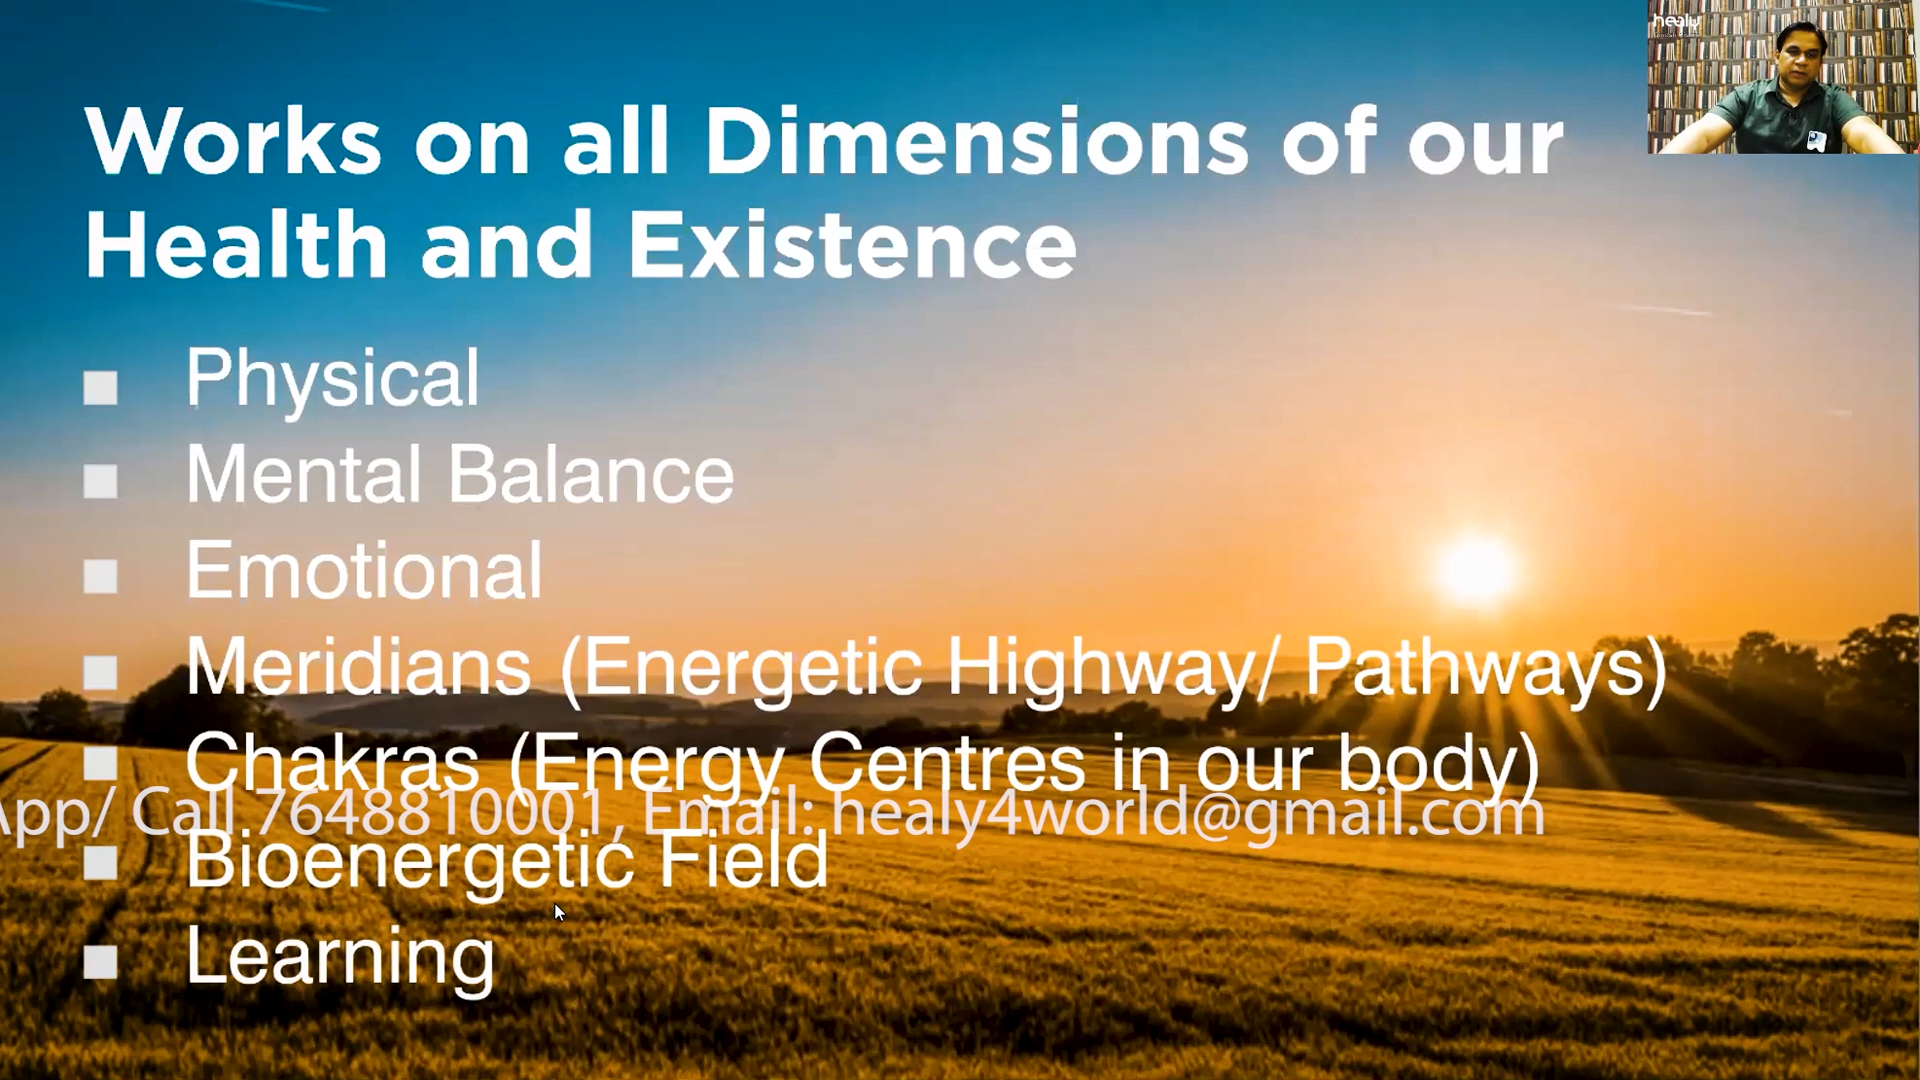 healy
Works on all Dimensions of our
Health and Existence
Physical
Mental Balance
Emotional
Meridians (Energetic Highway/ Pathways)
Chakras (Energy Centres in our body)
App/ Call 7648810001, Email: healy4world@gmail.com
Bioenergetic Field
Learning